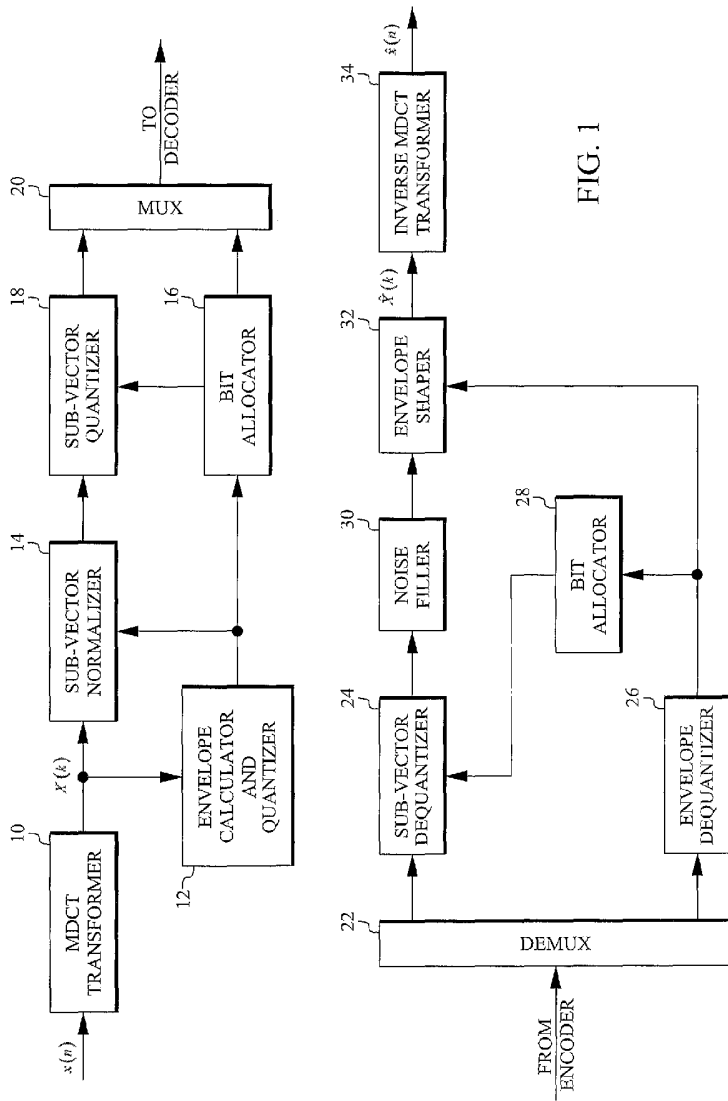 x(n)
10
MDCT
TRANSFORMER
X(k)
12
ENVELOPE
CALCULATOR
AND
QUANTIZER
14
SUB-VECTOR
NORMALIZER
18
SUB-VECTOR
QUANTIZER
16
BIT
ALLOCATOR
20
MUX
TO
DECODER
FROM
ENCODER
22
DEMUX
24
SUB-VECTOR
DEQUANTIZER
26
ENVELOPE
DEQUANTIZER
30
NOISE
FILLER
28
BIT
ALLOCATOR
32
ENVELOPE
SHAPER
X̂(k)
34
INVERSE MDCT
TRANSFORMER
x̂(n)
FIG. 1